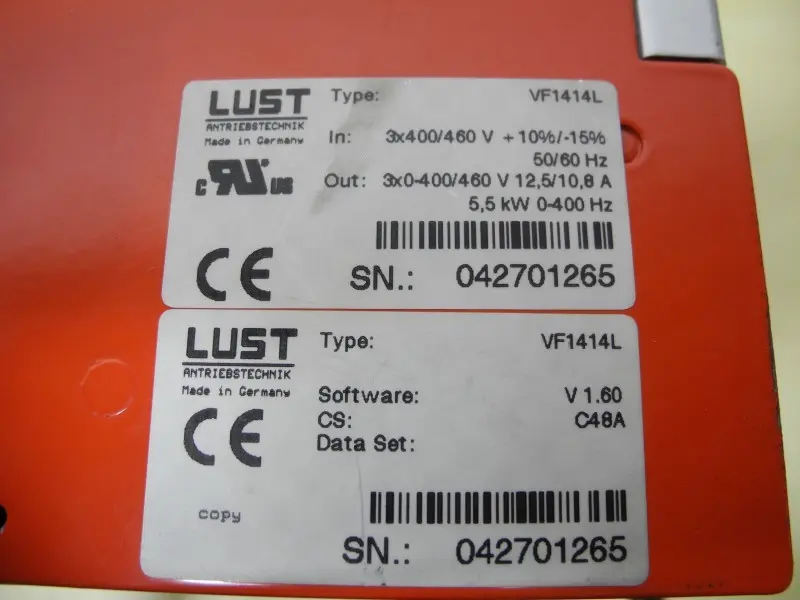 LUST
ANTRIEBSTECHNIK
Made in Germany
Type: VF1414L
In: 3x400/460 V +10%/-15%
50/60 Hz
Out: 3x0-400/460 V 12,5/10,8 A
5,5 kW 0-400 Hz
c RU US
CE
SN.: 042701265
LUST
ANTRIEBSTECHNIK
Made in Germany
Type: VF1414L
Software: V 1.60
CS: C48A
Data Set:
CE
copy
SN.: 042701265